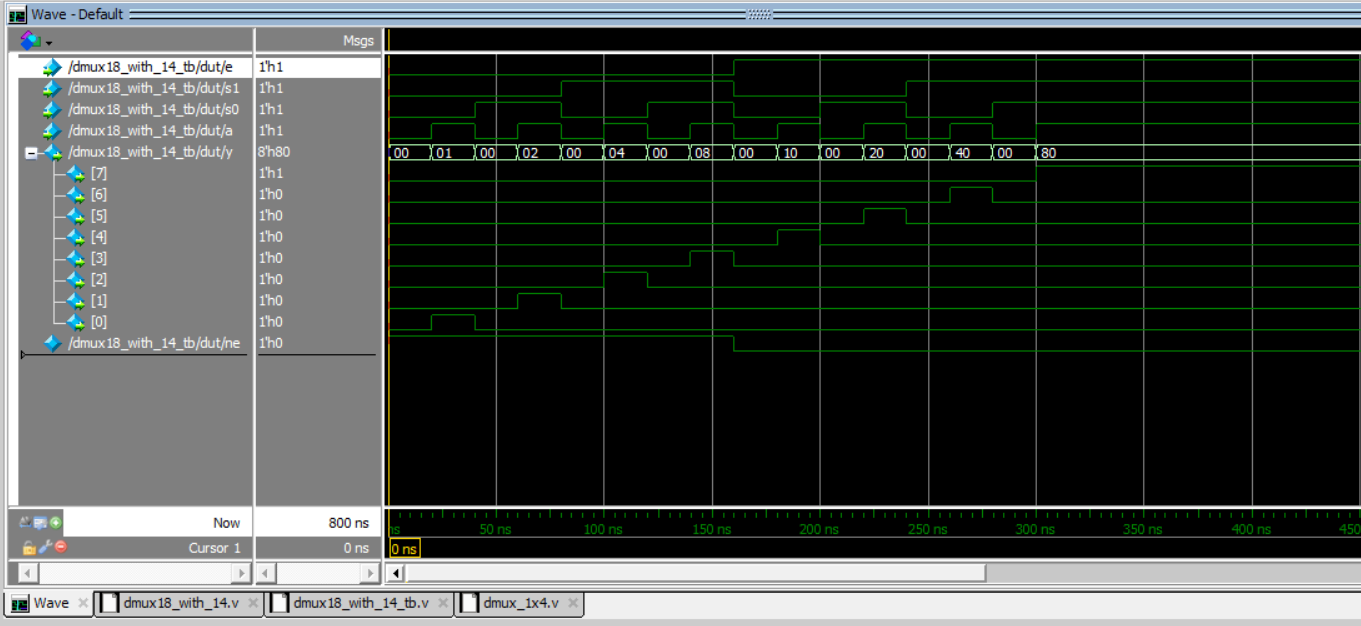 Wave - Default
Msgs
/dmux18_with_14_tb/dut/e 1'h1
/dmux18_with_14_tb/dut/s1 1'h1
/dmux18_with_14_tb/dut/s0 1'h1
/dmux18_with_14_tb/dut/a 1'h1
/dmux18_with_14_tb/dut/y 8'h80 00 01 00 02 00 04 00 08 00 10 00 20 00 40 00 80
[7] 1'h1
[6] 1'h0
[5] 1'h0
[4] 1'h0
[3] 1'h0
[2] 1'h0
[1] 1'h0
[0] 1'h0
/dmux18_with_14_tb/dut/ne 1'h0
Now 800 ns ns 50 ns 100 ns 150 ns 200 ns 250 ns 300 ns 350 ns 400 ns 450
Cursor 1 0 ns 0 ns
Wave dmux18_with_14.v dmux18_with_14_tb.v dmux_1x4.v